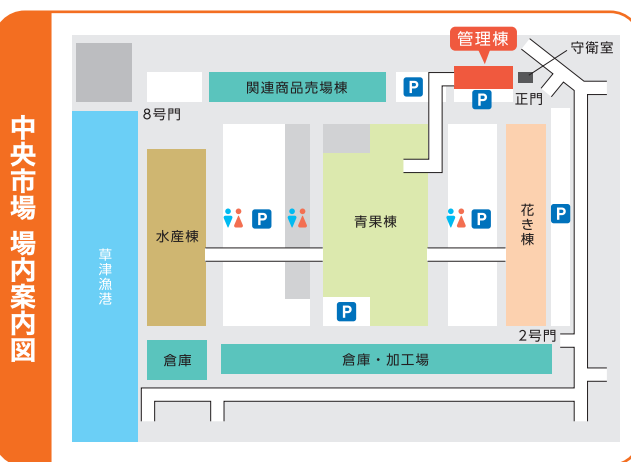 中央市場 場内案内図
管理棟
守衛室
関連商品売場棟
P
P
正門
8号門
水産棟
P
青果棟
P
花き棟
P
草津漁港
P
2号門
倉庫
倉庫・加工場